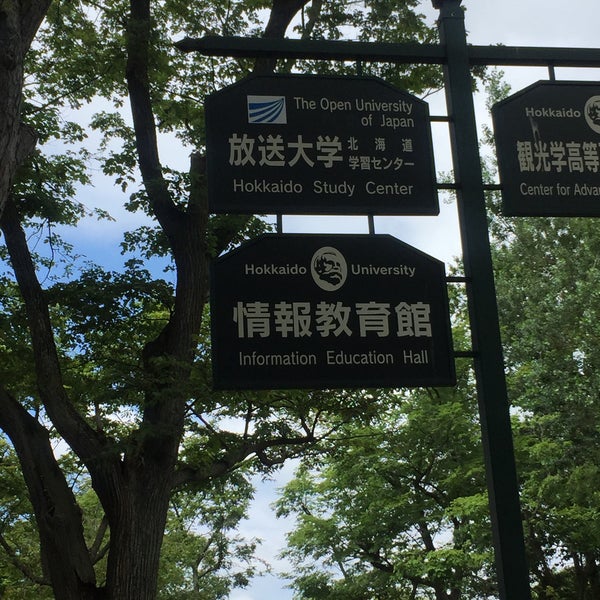 The Open University
of Japan
放送大学 北海道
学習センター
Hokkaido Study Center
Hokkaido University
情報教育館
Information Education Hall
Hokkaido
観光学高等
Center for Advan